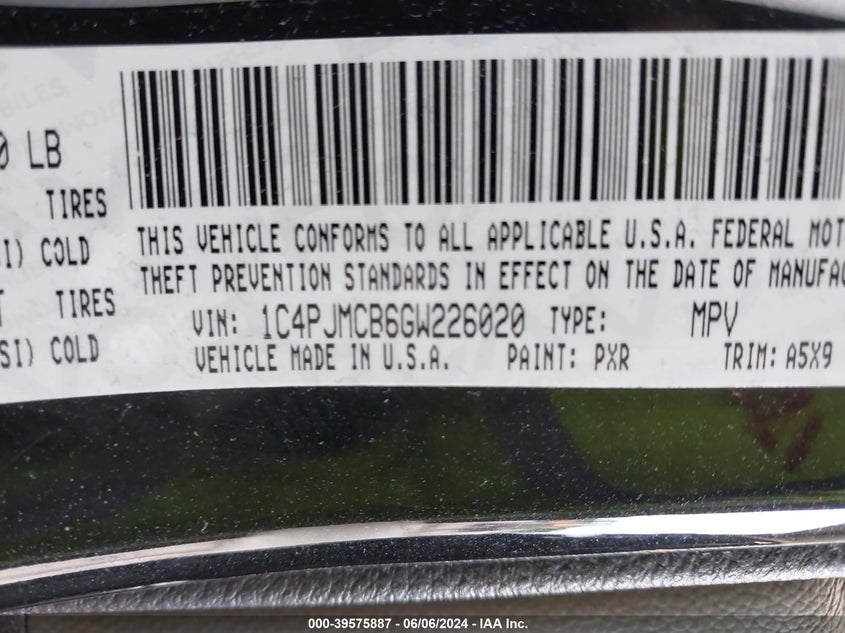 0 LB
TIRES
SI) COLD
TIRES
SI) COLD
THIS VEHICLE CONFORMS TO ALL APPLICABLE U.S.A. FEDERAL MOT
THEFT PREVENTION STANDARDS IN EFFECT ON THE DATE OF MANUFAC
VIN: 1C4PJMCB6GW226020 TYPE: MPV
VEHICLE MADE IN U.S.A. PAINT: PXR TRIM: A5X9
000-39575887 - 06/06/2024 - IAA Inc.